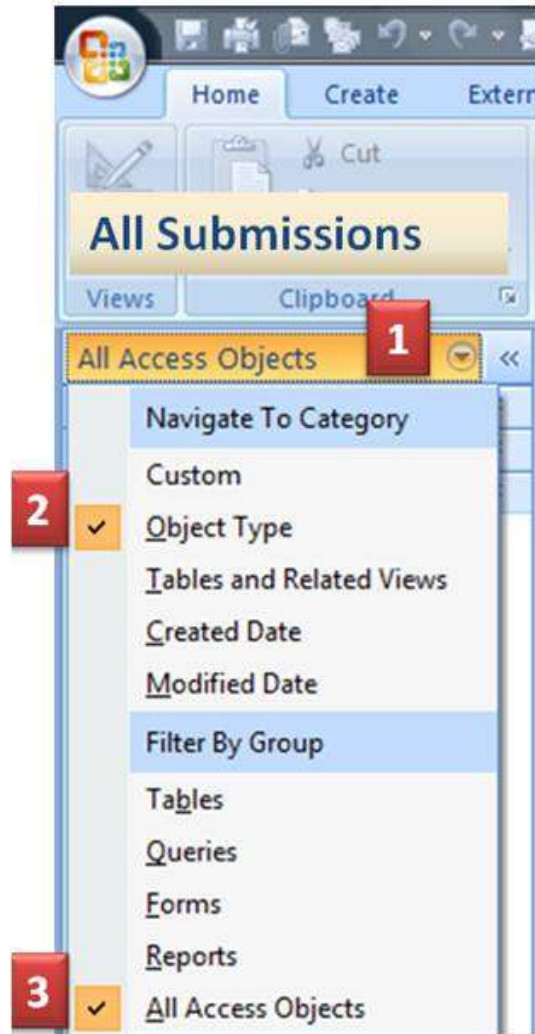 Home Create Extern
Cut
All Submissions
Views Clipboard
1
All Access Objects
Navigate To Category
Custom
2
Object Type
Tables and Related Views
Created Date
Modified Date
Filter By Group
Tables
Queries
Forms
Reports
3
All Access Objects